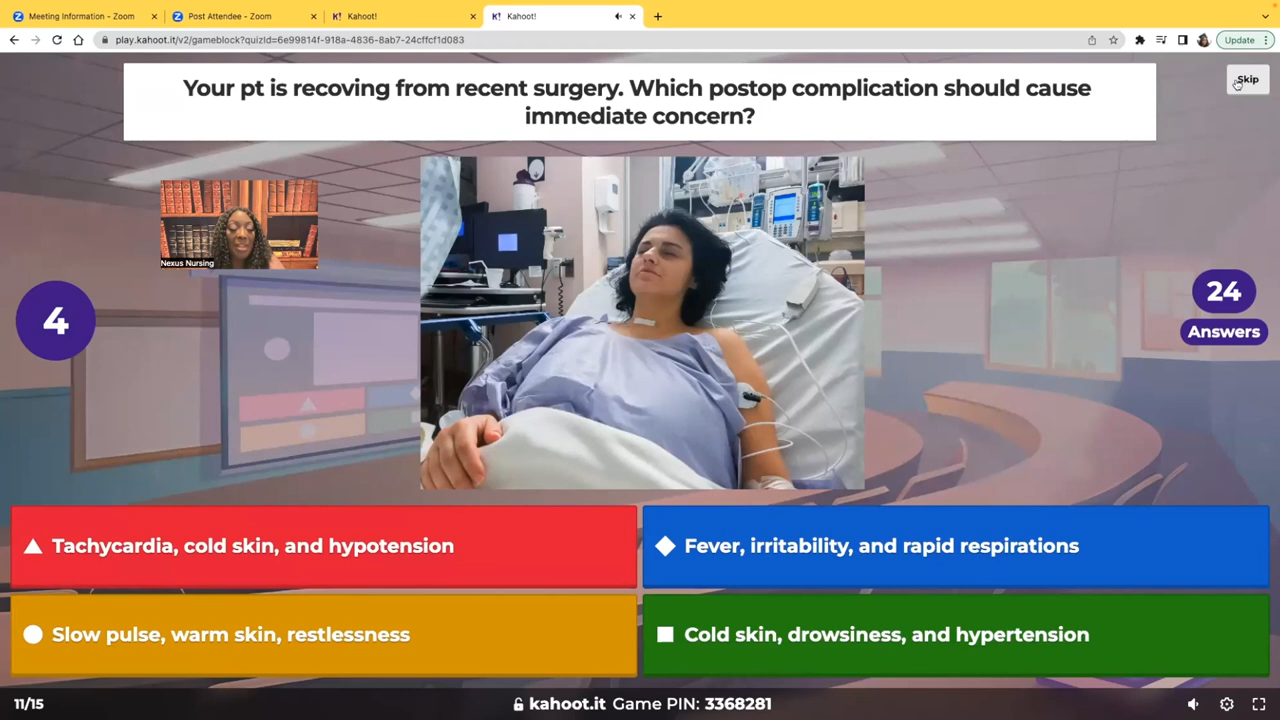 Meeting Information - Zoom
Post Attendee - Zoom
Kahoot!
Kahoot!
play.kahoot.it/v2/gameblock?quizId=6e99814f-918a-4836-8ab7-24cffcf1d083
Update
Your pt is recoving from recent surgery. Which postop complication should cause
immediate concern?
Skip
Nexus Nursing
4
24
Answers
Tachycardia, cold skin, and hypotension
Fever, irritability, and rapid respirations
Slow pulse, warm skin, restlessness
Cold skin, drowsiness, and hypertension
11/15
kahoot.it Game PIN: 3368281